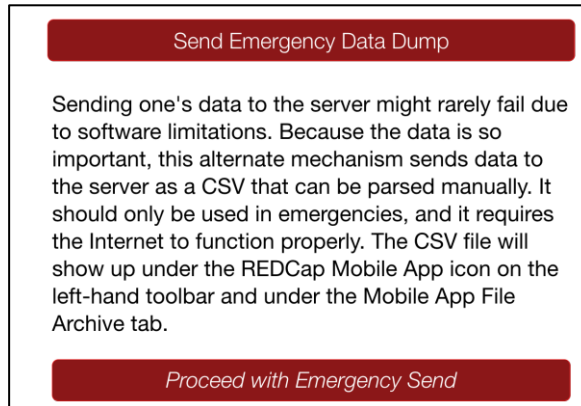 Send Emergency Data Dump
Sending one's data to the server might rarely fail due
to software limitations. Because the data is so
important, this alternate mechanism sends data to
the server as a CSV that can be parsed manually. It
should only be used in emergencies, and it requires
the Internet to function properly. The CSV file will
show up under the REDCap Mobile App icon on the
left-hand toolbar and under the Mobile App File
Archive tab.
Proceed with Emergency Send